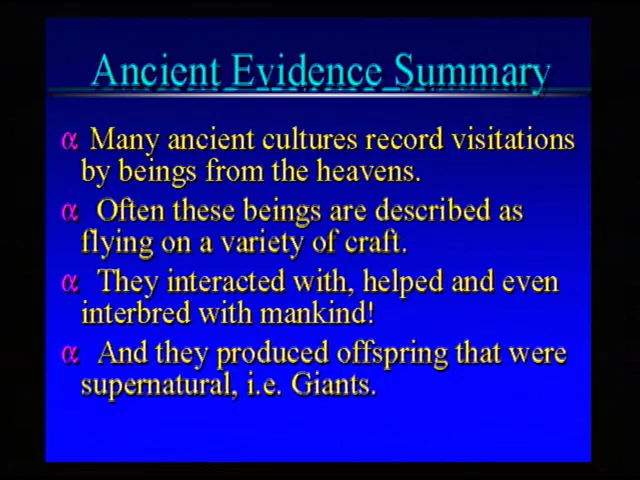 Ancient Evidence Summary
α Many ancient cultures record visitations
by beings from the heavens.
α Often these beings are described as
flying on a variety of craft.
α They interacted with, helped and even
interbred with mankind!
α And they produced offspring that were
supernatural, i.e. Giants.